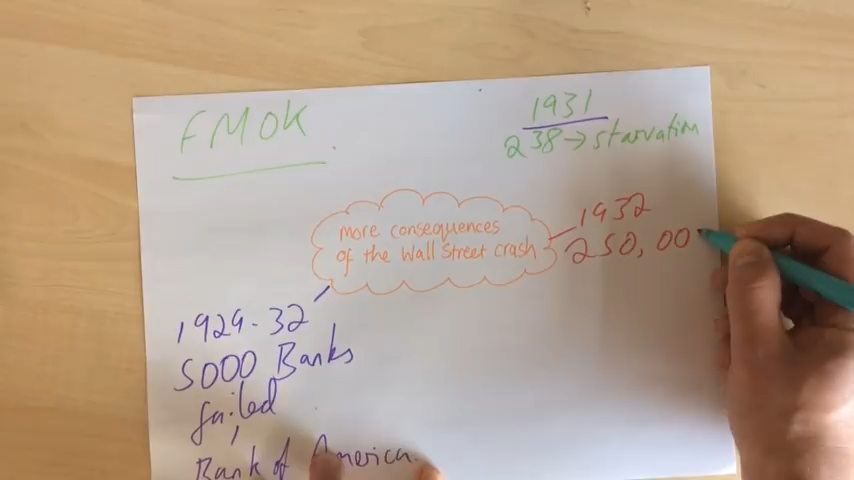 FMOK
1931
238→starvation
More consequences
of the Wall Street crash
1932
250,00
1929-32
5000 Banks
failed
Bank of America.